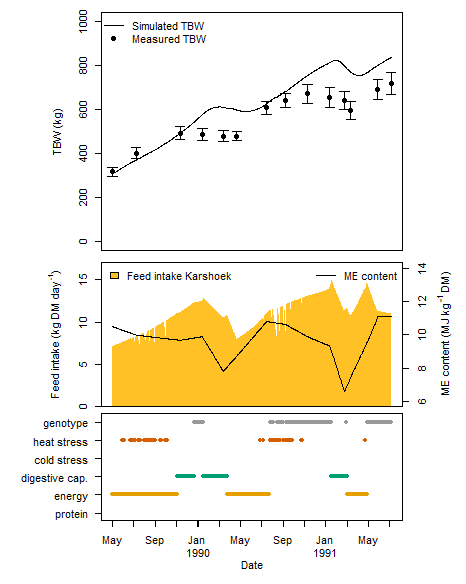 Simulated TBW
Measured TBW
TBW (kg)
0
200
400
600
800
1000
Feed intake Karshoek
ME content
Feed intake (kg DM day⁻¹)
0
5
10
15
ME content (MJ kg⁻¹ DM)
6
8
10
12
14
genotype
heat stress
cold stress
digestive cap.
energy
protein
May Sep Jan May Sep Jan May
1990 1991
Date